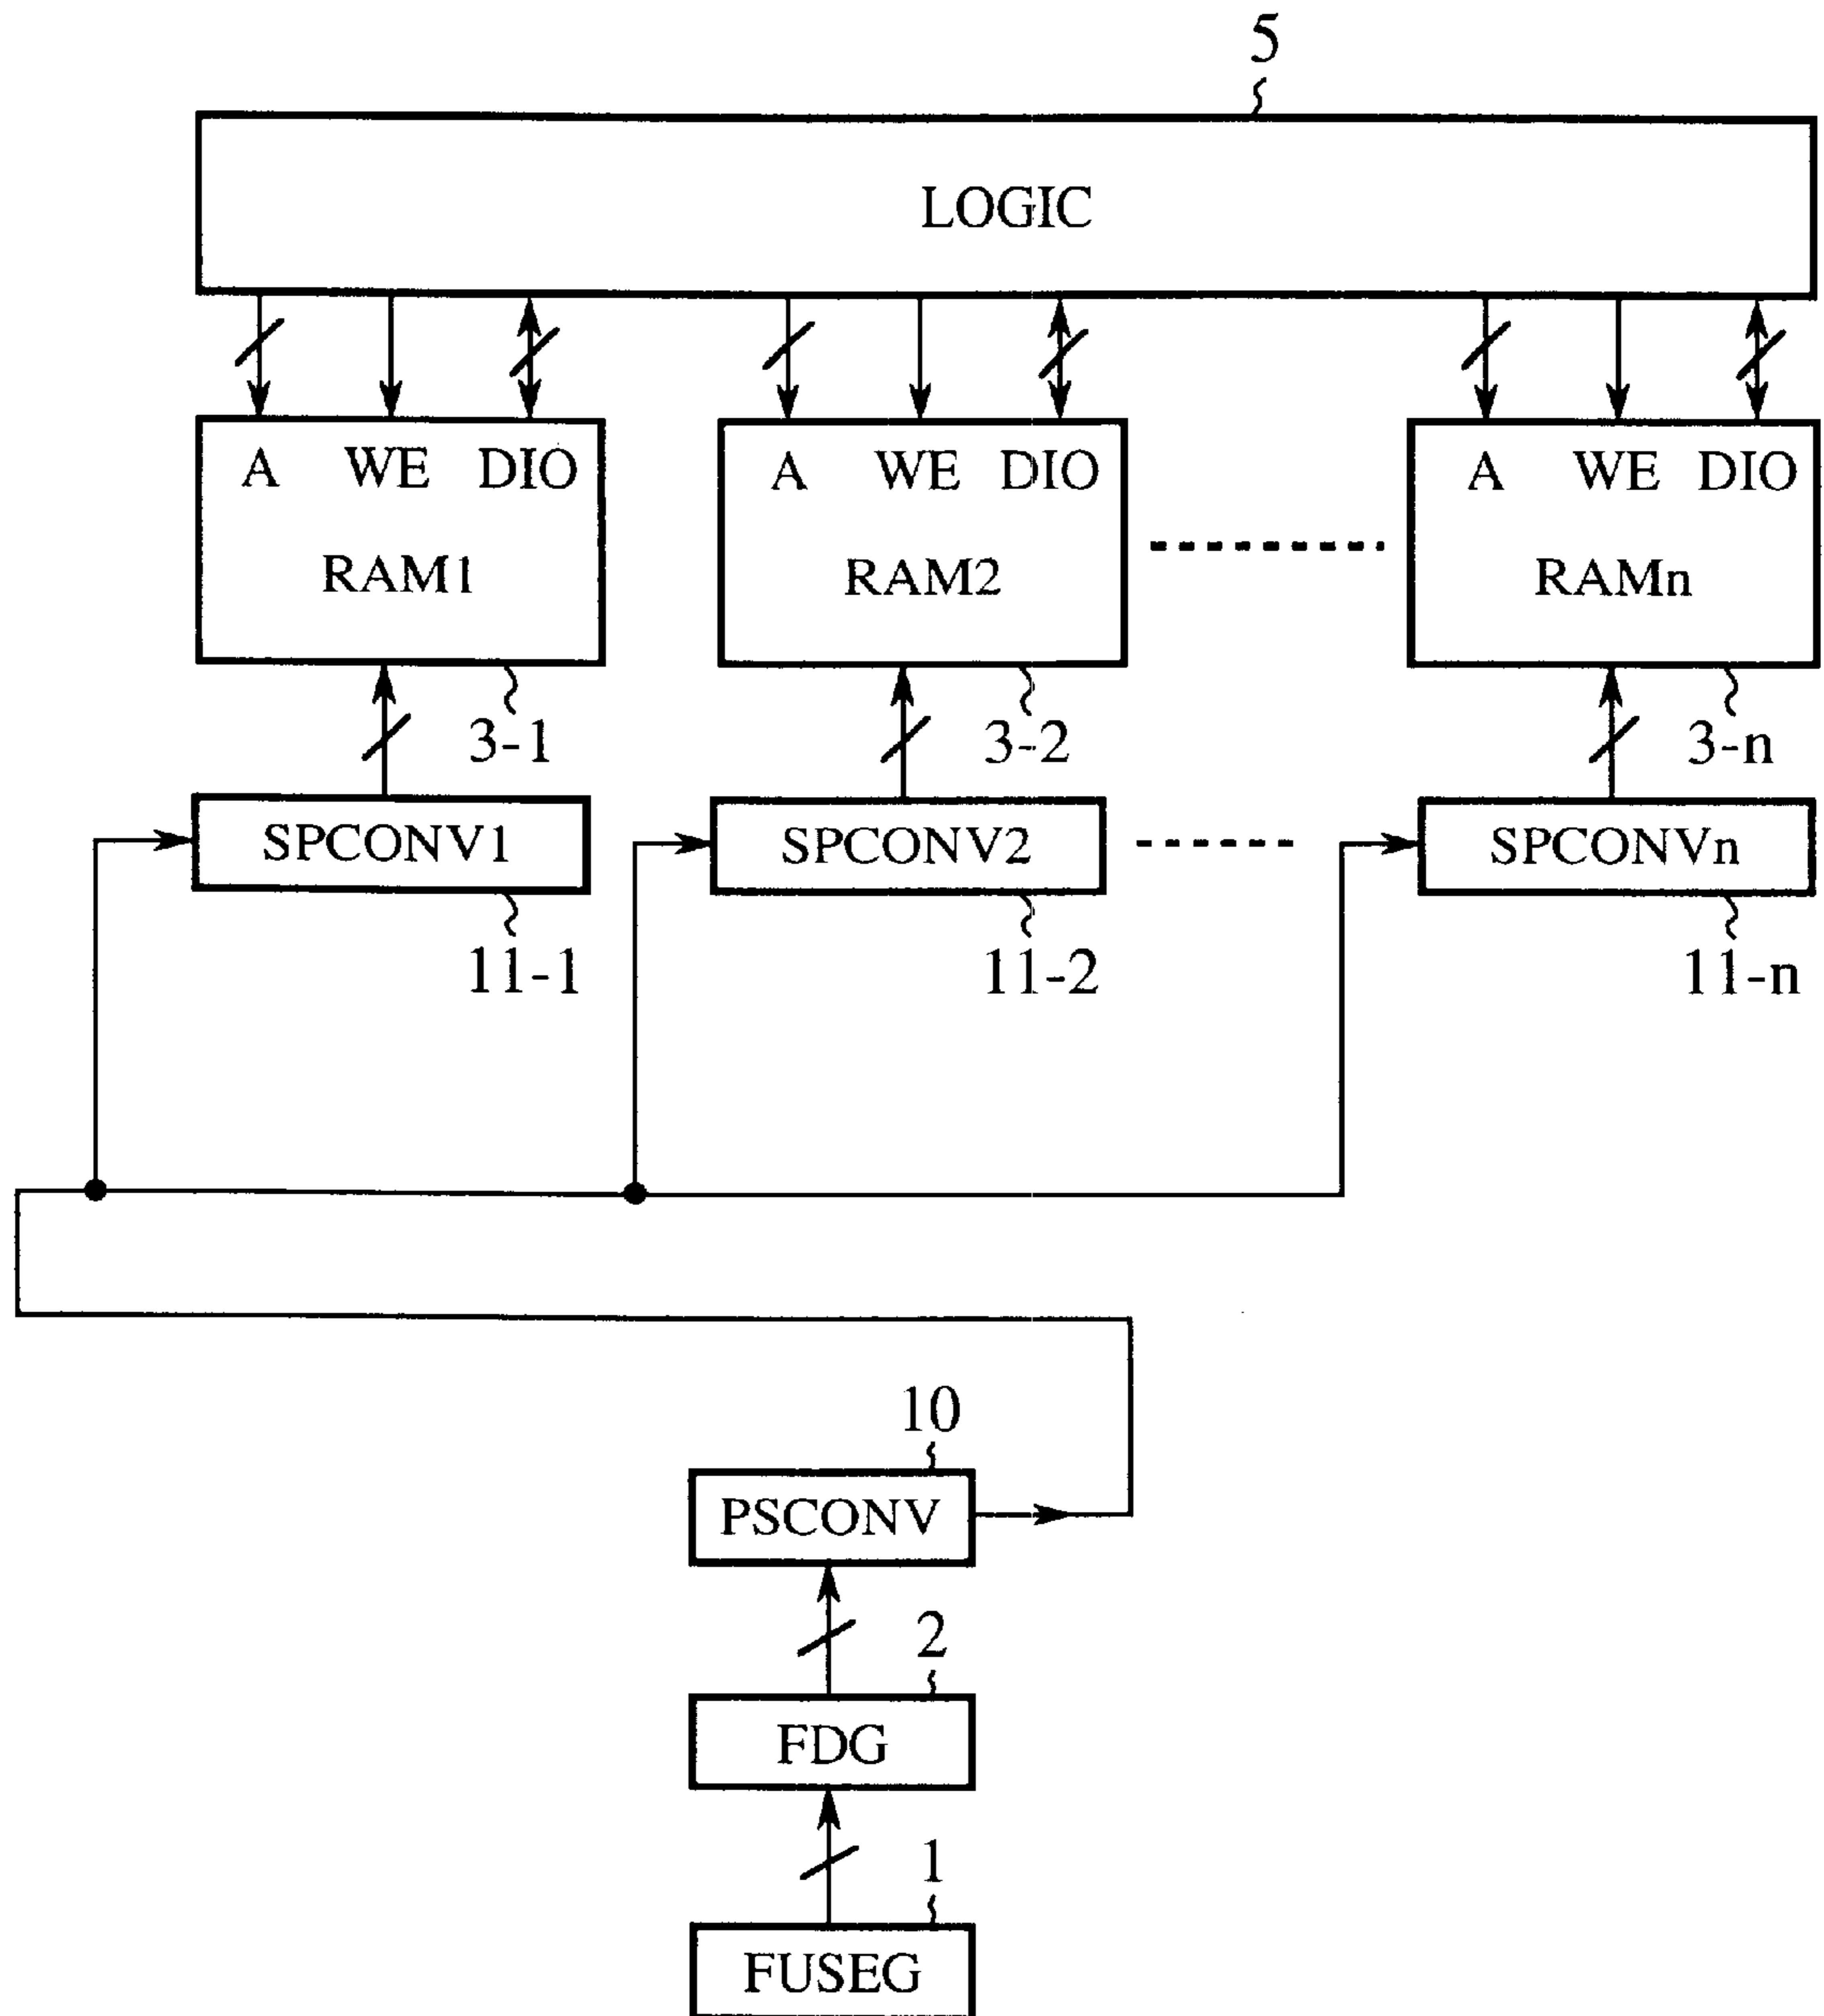 5
LOGIC
A WE DIO A WE DIO A WE DIO
RAM1 RAM2 RAMn
3-1 3-2 3-n
SPCONV1 SPCONV2 SPCONVn
11-1 11-2 11-n
10
PSCONV
2
FDG
1
FUSEG